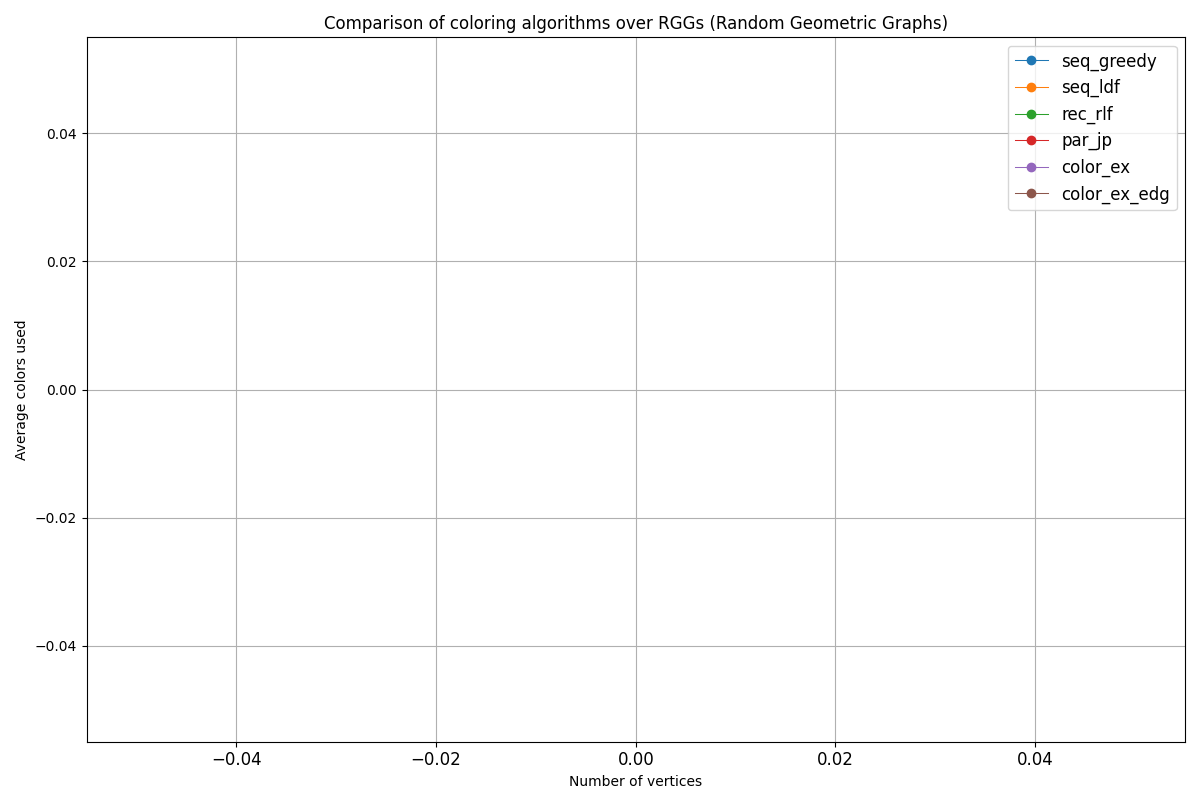 Comparison of coloring algorithms over RGGs (Random Geometric Graphs)
seq_greedy
seq_ldf
rec_rlf
par_jp
color_ex
color_ex_edg
0.04
0.02
0.00
−0.02
−0.04
Average colors used
−0.04
−0.02
0.00
0.02
0.04
Number of vertices